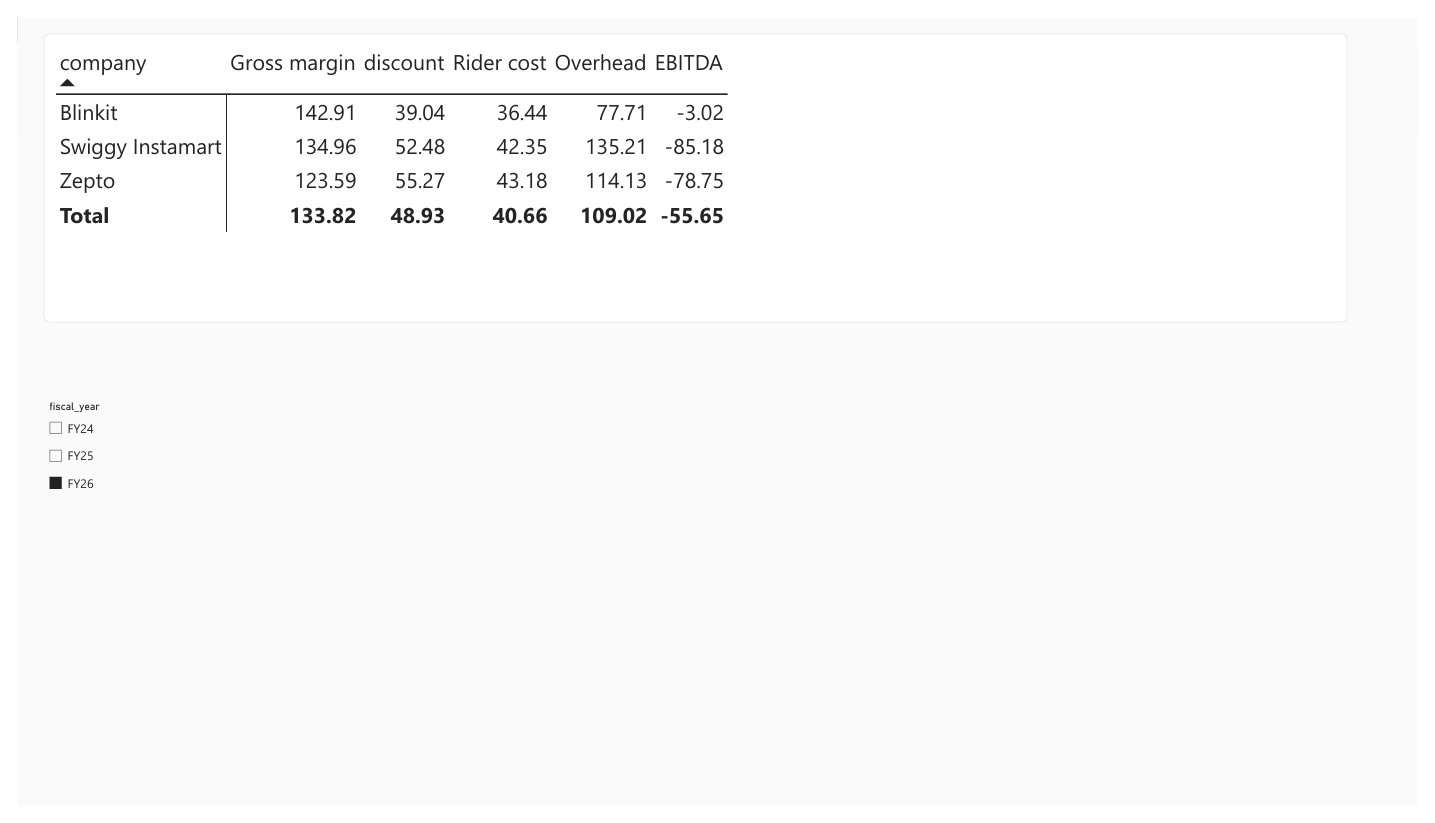 company Gross margin discount Rider cost Overhead EBITDA
Blinkit 142.91 39.04 36.44 77.71 -3.02
Swiggy Instamart 134.96 52.48 42.35 135.21 -85.18
Zepto 123.59 55.27 43.18 114.13 -78.75
Total 133.82 48.93 40.66 109.02 -55.65
fiscal_year
FY24
FY25
FY26